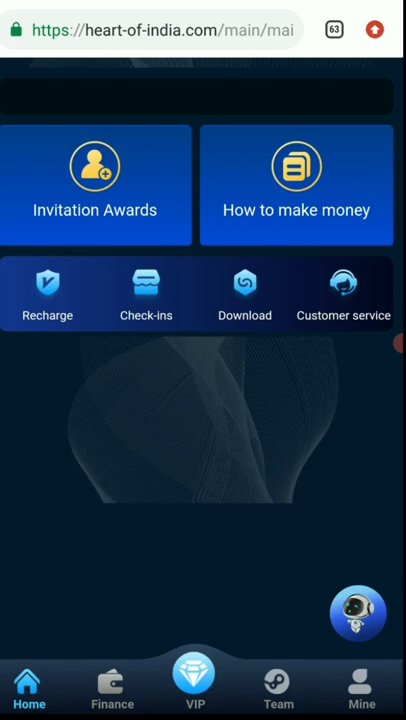 https://heart-of-india.com/main/mai
63
Invitation Awards
How to make money
Recharge
Check-ins
Download
Customer service
Home
Finance
VIP
Team
Mine